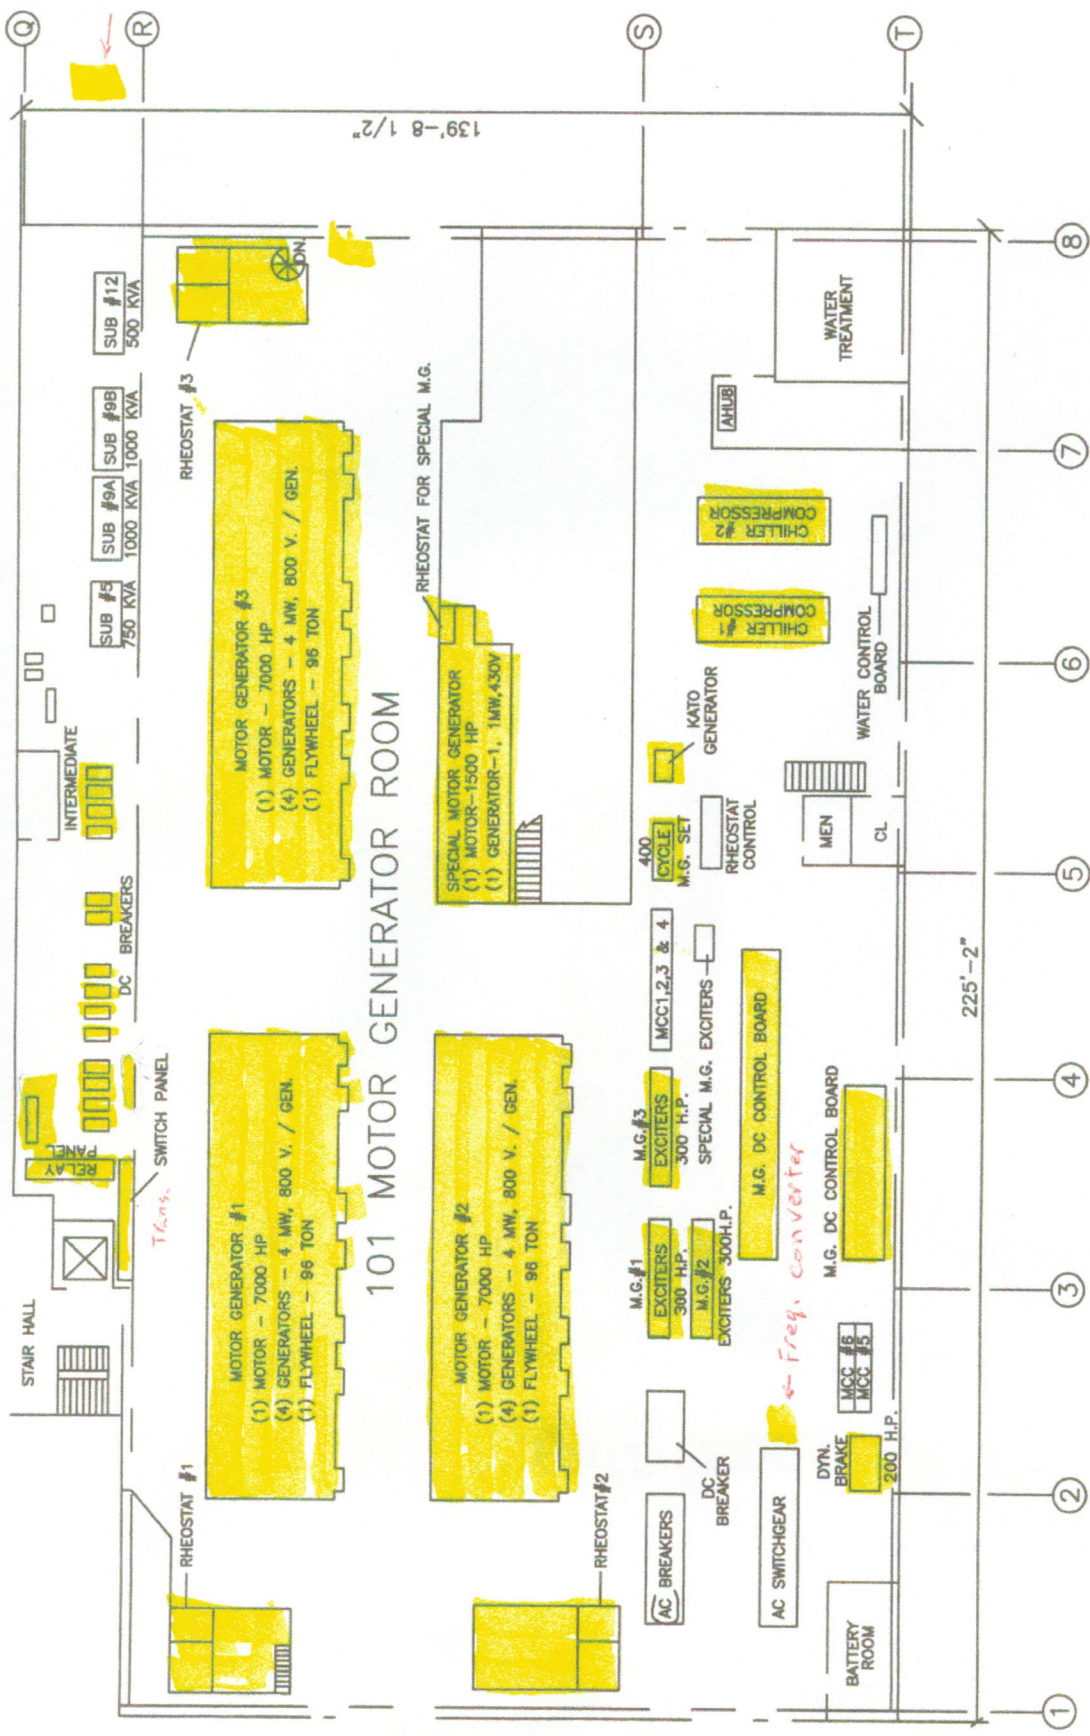 Q
R
S
T
139'-8 1/2"
225'-2"
1
2
3
4
5
6
7
8
STAIR HALL
RELAY
PANEL
SWITCH PANEL
Trans.
DC BREAKERS
INTERMEDIATE
SUB #5
750 KVA
SUB #9A
1000 KVA
SUB #9B
1000 KVA
SUB #12
500 KVA
RHEOSTAT #1
MOTOR GENERATOR #1
(1) MOTOR - 7000 HP
(4) GENERATORS - 4 MW, 800 V. / GEN.
(1) FLYWHEEL - 96 TON
MOTOR GENERATOR #3
(1) MOTOR - 7000 HP
(4) GENERATORS - 4 MW, 800 V. / GEN.
(1) FLYWHEEL - 96 TON
RHEOSTAT #3
DN.
101 MOTOR GENERATOR ROOM
RHEOSTAT FOR SPECIAL M.G.
MOTOR GENERATOR #2
(1) MOTOR - 7000 HP
(4) GENERATORS - 4 MW, 800 V. / GEN.
(1) FLYWHEEL - 96 TON
SPECIAL MOTOR GENERATOR
(1) MOTOR-1500 HP
(1) GENERATOR-1, 1MW,430V
RHEOSTAT#2
AC BREAKERS
DC
BREAKER
M.G.#1
EXCITERS
300 H.P.
M.G.#2
EXCITERS 300H.P.
M.G.#3
EXCITERS
300 H.P.
MCC1,2,3 & 4
SPECIAL M.G. EXCITERS
400
CYCLE
M.G. SET
RHEOSTAT
CONTROL
KATO
GENERATOR
CHILLER #1
COMPRESSOR
CHILLER #2
COMPRESSOR
AHU8
WATER
TREATMENT
AC SWITCHGEAR
← Freq. Converter
M.G. DC CONTROL BOARD
BATTERY
ROOM
DYN.
BRAKE
200 H.P.
MCC #6
MCC #5
M.G. DC CONTROL BOARD
MEN
CL
WATER CONTROL
BOARD